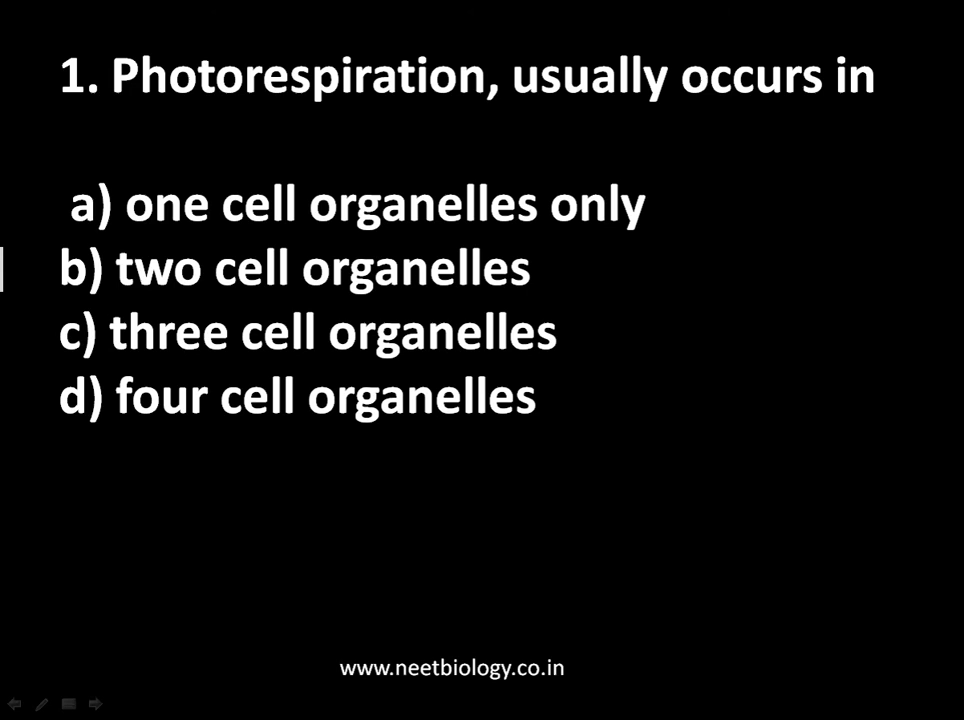 1. Photorespiration, usually occurs in
a) one cell organelles only
b) two cell organelles
c) three cell organelles
d) four cell organelles
www.neetbiology.co.in